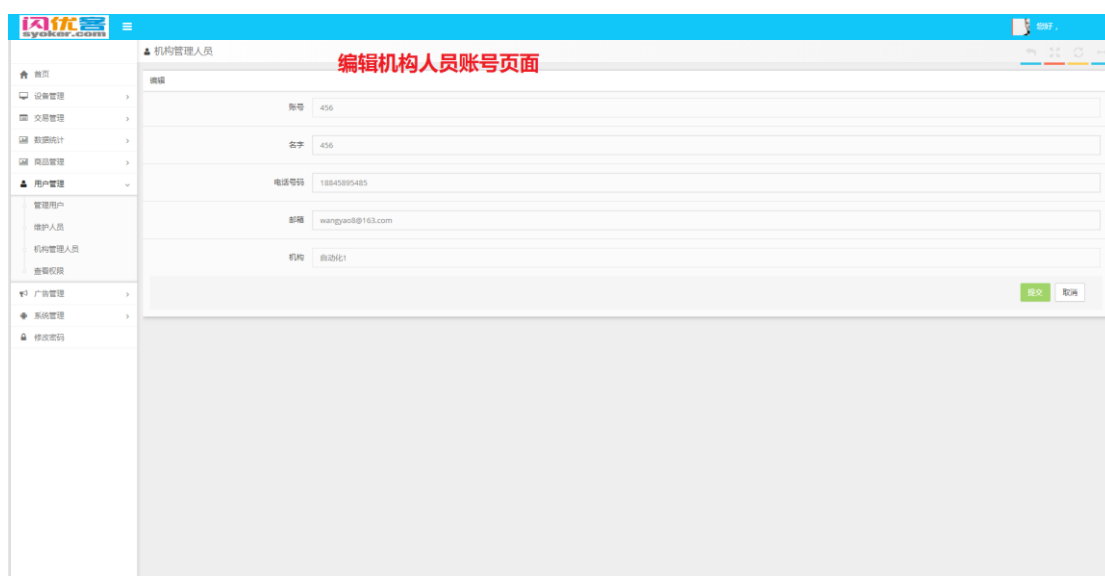 闪优客
syoker.com
您好，
机构管理人员
编辑机构人员账号页面
首页
设备管理
交易管理
数据统计
商品管理
用户管理
管理用户
维护人员
机构管理人员
查看权限
广告管理
系统管理
修改密码
编辑
账号 456
名字 456
电话号码 18845895485
邮箱 wangyao8@163.com
机构 自动化1
提交 取消